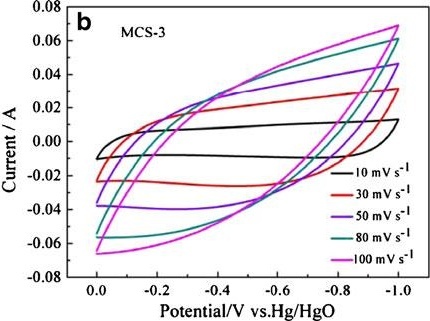 b
MCS-3
0.08
0.06
0.04
0.02
0.00
-0.02
-0.04
-0.06
-0.08
Current / A
10 mV s⁻¹
30 mV s⁻¹
50 mV s⁻¹
80 mV s⁻¹
100 mV s⁻¹
0.0 -0.2 -0.4 -0.6 -0.8 -1.0
Potential/V vs.Hg/HgO